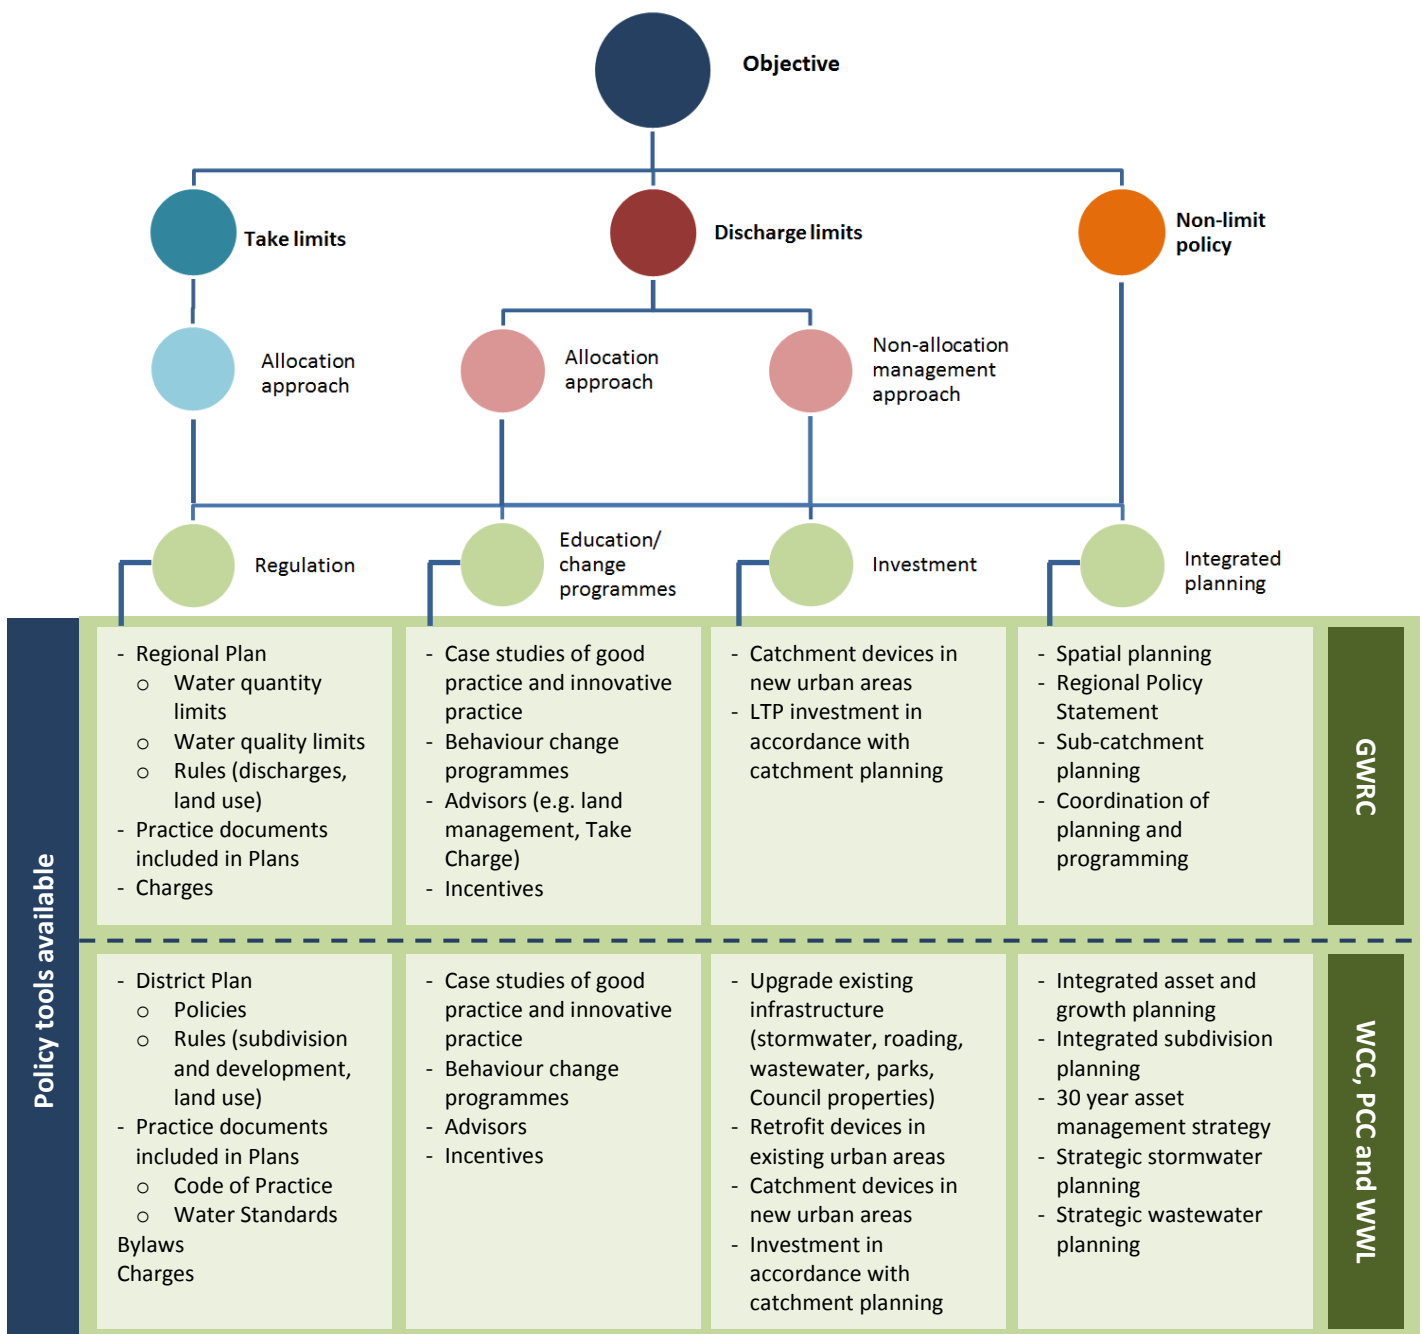 Objective
Take limits
Discharge limits
Non-limit
policy
Allocation
approach
Allocation
approach
Non-allocation
management
approach
Regulation
Education/
change
programmes
Investment
Integrated
planning
Policy tools available
- Regional Plan
o Water quantity
limits
o Water quality limits
o Rules (discharges,
land use)
- Practice documents
included in Plans
- Charges
- Case studies of good
practice and innovative
practice
- Behaviour change
programmes
- Advisors (e.g. land
management, Take
Charge)
- Incentives
- Catchment devices in
new urban areas
- LTP investment in
accordance with
catchment planning
- Spatial planning
- Regional Policy
Statement
- Sub-catchment
planning
- Coordination of
planning and
programming
GWRC
- District Plan
o Policies
o Rules (subdivision
and development,
land use)
- Practice documents
included in Plans
o Code of Practice
o Water Standards
Bylaws
Charges
- Case studies of good
practice and innovative
practice
- Behaviour change
programmes
- Advisors
- Incentives
- Upgrade existing
infrastructure
(stormwater, roading,
wastewater, parks,
Council properties)
- Retrofit devices in
existing urban areas
- Catchment devices in
new urban areas
- Investment in
accordance with
catchment planning
- Integrated asset and
growth planning
- Integrated subdivision
planning
- 30 year asset
management strategy
- Strategic stormwater
planning
- Strategic wastewater
planning
WCC, PCC and WWL